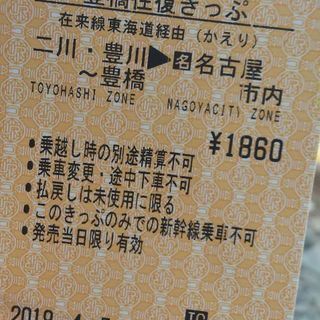 豊橋往復きっぷ
在来線東海道経由（かえり）
二川・豊川▶名名古屋
～豊橋 市内
TOYOHASHI ZONE NAGOYACITY ZONE
¥1860
・乗越し時の別途精算不可
・乗車変更・途中下車不可
・払戻しは未使用に限る
・このきっぷのみでの新幹線乗車不可
・発売当日限り有効
2019.